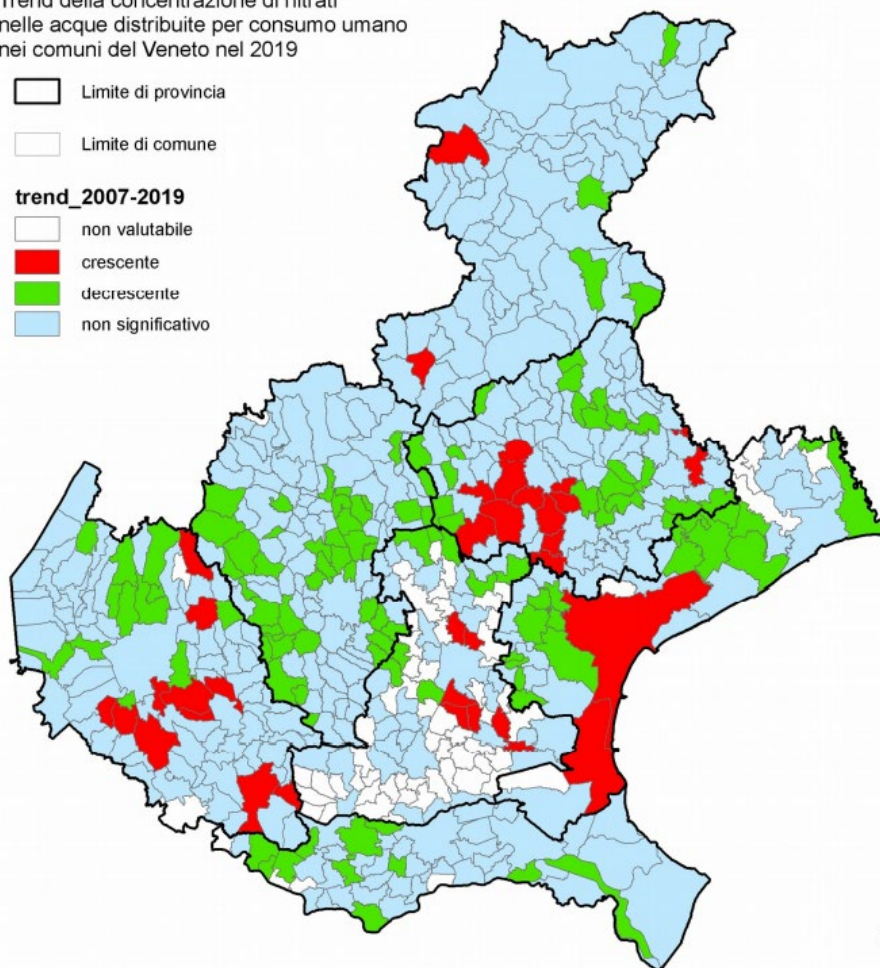 Trend della concentrazione di nitrati
nelle acque distribuite per consumo umano
nei comuni del Veneto nel 2019
Limite di provincia
Limite di comune
trend_2007-2019
non valutabile
crescente
decrescente
non significativo